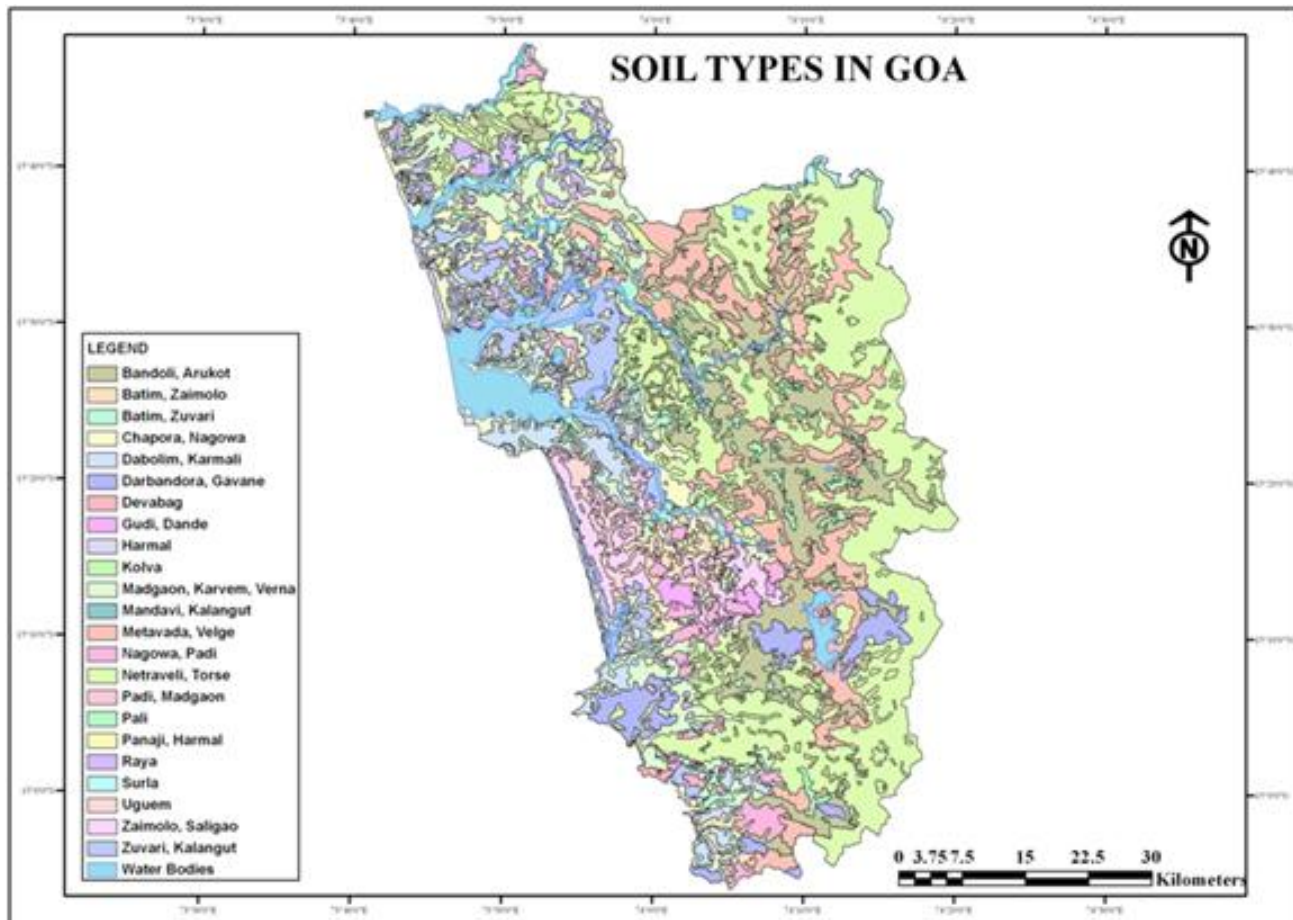 SOIL TYPES IN GOA
N
LEGEND
Bandoli, Arukot
Batim, Zaimolo
Batim, Zuvari
Chapora, Nagowa
Dabolim, Karmali
Darbandora, Gavane
Devabag
Gudi, Dande
Harmal
Kolva
Madgaon, Karvem, Verna
Mandavi, Kalangut
Metavada, Velge
Nagowa, Padi
Netraveli, Torse
Padi, Madgaon
Pali
Panaji, Harmal
Raya
Surla
Uguem
Zaimolo, Saligao
Zuvari, Kalangut
Water Bodies
0 3.75 7.5 15 22.5 30
Kilometers